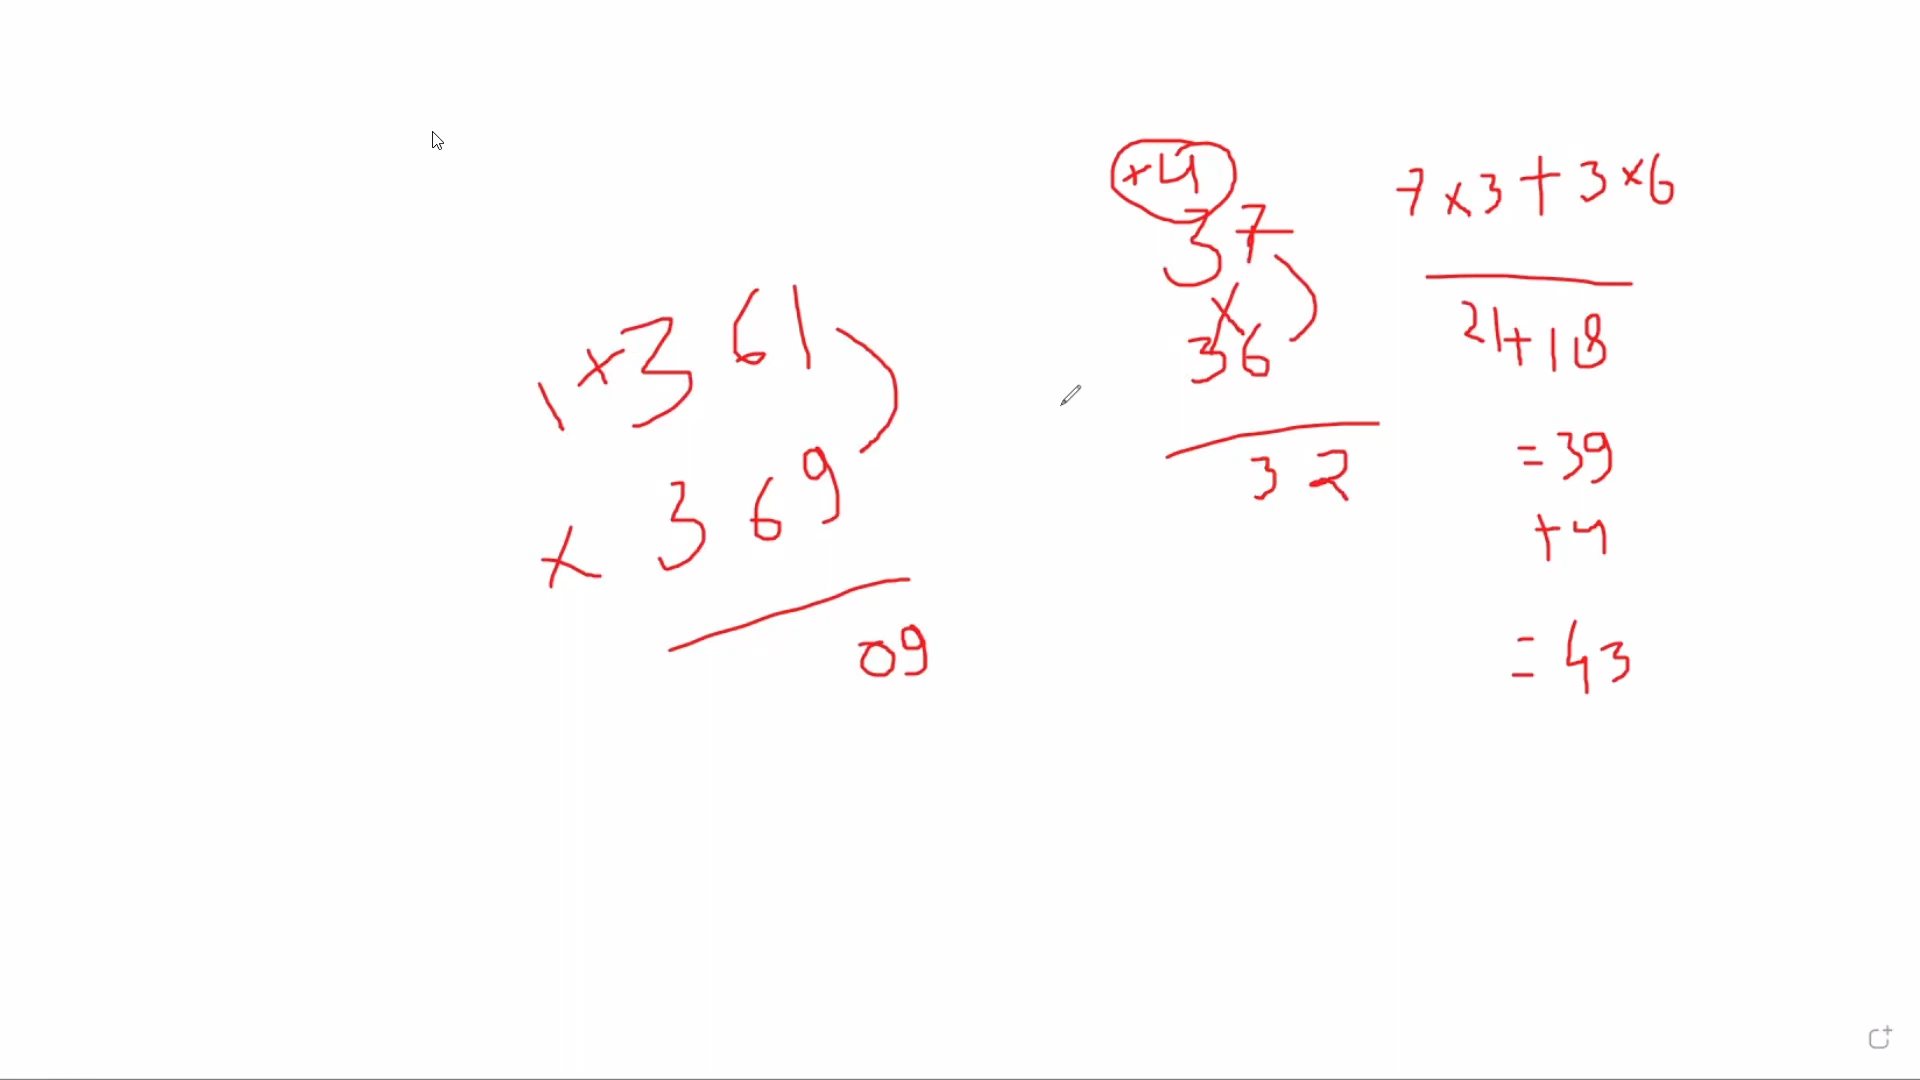 1 + 3 6 1
x 3 6 9
09
+4
37
x
36
32
7 x 3 + 3 x 6
21 + 18
= 39
+ 4
= 43